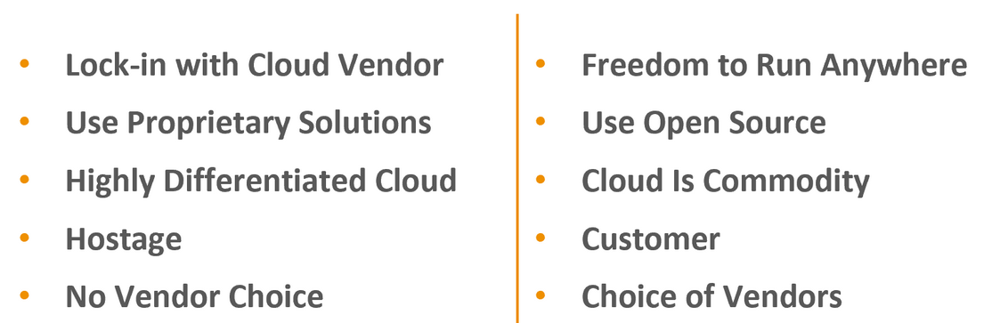 • Lock-in with Cloud Vendor
• Use Proprietary Solutions
• Highly Differentiated Cloud
• Hostage
• No Vendor Choice
• Freedom to Run Anywhere
• Use Open Source
• Cloud Is Commodity
• Customer
• Choice of Vendors